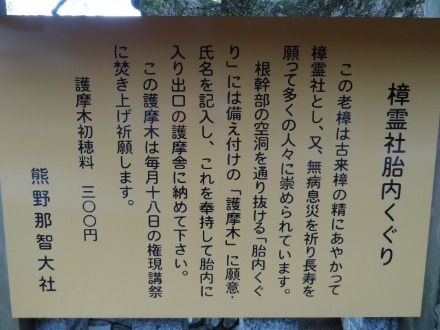 樟霊社胎内くぐり
この老樟は古来樟の精にあやかって
樟霊社とし、又、無病息災を祈り長寿を
願って多くの人々に崇められています。
根幹部の空洞を通り抜ける「胎内くぐ
り」には備え付けの「護摩木」に願意・
氏名を記入し、これを奉持して胎内に
入り出口の護摩舎に納めて下さい。
この護摩木は毎月十八日の権現講祭
に焚き上げ祈願します。
護摩木初穂料 三〇〇円
熊野那智大社